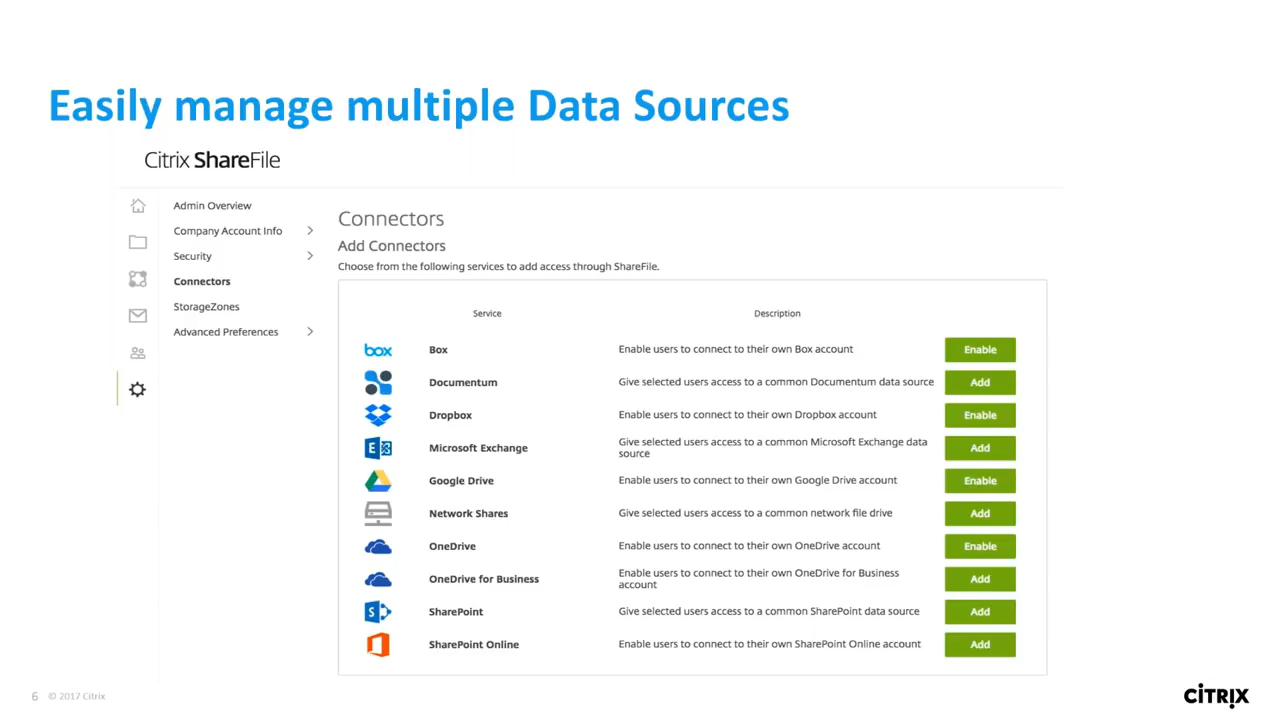 Easily manage multiple Data Sources
Citrix ShareFile
Admin Overview
Company Account Info
Security
Connectors
StorageZones
Advanced Preferences
Connectors
Add Connectors
Choose from the following services to add access through ShareFile.
Service Description
box Box Enable users to connect to their own Box account Enable
Documentum Give selected users access to a common Documentum data source Add
Dropbox Enable users to connect to their own Dropbox account Enable
E Microsoft Exchange Give selected users access to a common Microsoft Exchange data
source Add
Google Drive Enable users to connect to their own Google Drive account Enable
Network Shares Give selected users access to a common network file drive Add
OneDrive Enable users to connect to their own OneDrive account Enable
OneDrive for Business Enable users to connect to their own OneDrive for Business
account Add
S SharePoint Give selected users access to a common SharePoint data source Add
SharePoint Online Enable users to connect to their own SharePoint Online account Add
6 © 2017 Citrix
CITRIX